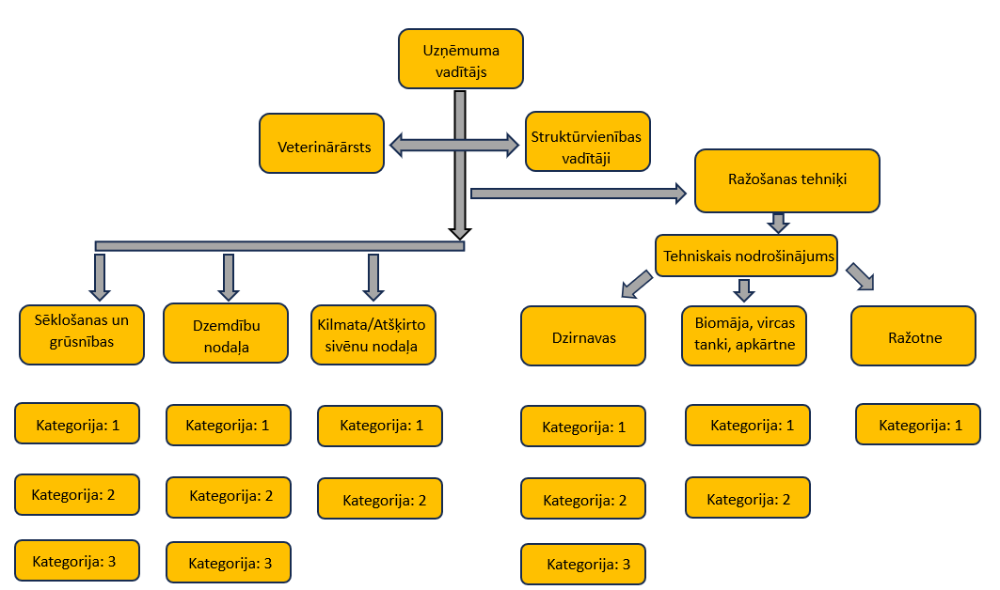 Uzņēmuma
vadītājs
Veterinārārsts
Struktūrvienības
vadītāji
Ražošanas tehniķi
Tehniskais nodrošinājums
Sēklošanas un
grūsnības
Dzemdību
nodaļa
Kilmata/Atšķirto
sivēnu nodaļa
Dzirnavas
Biomāja, vircas
tanki, apkārtne
Ražotne
Kategorija: 1
Kategorija: 1
Kategorija: 1
Kategorija: 1
Kategorija: 1
Kategorija: 1
Kategorija: 2
Kategorija: 2
Kategorija: 2
Kategorija: 2
Kategorija: 2
Kategorija: 3
Kategorija: 3
Kategorija: 3